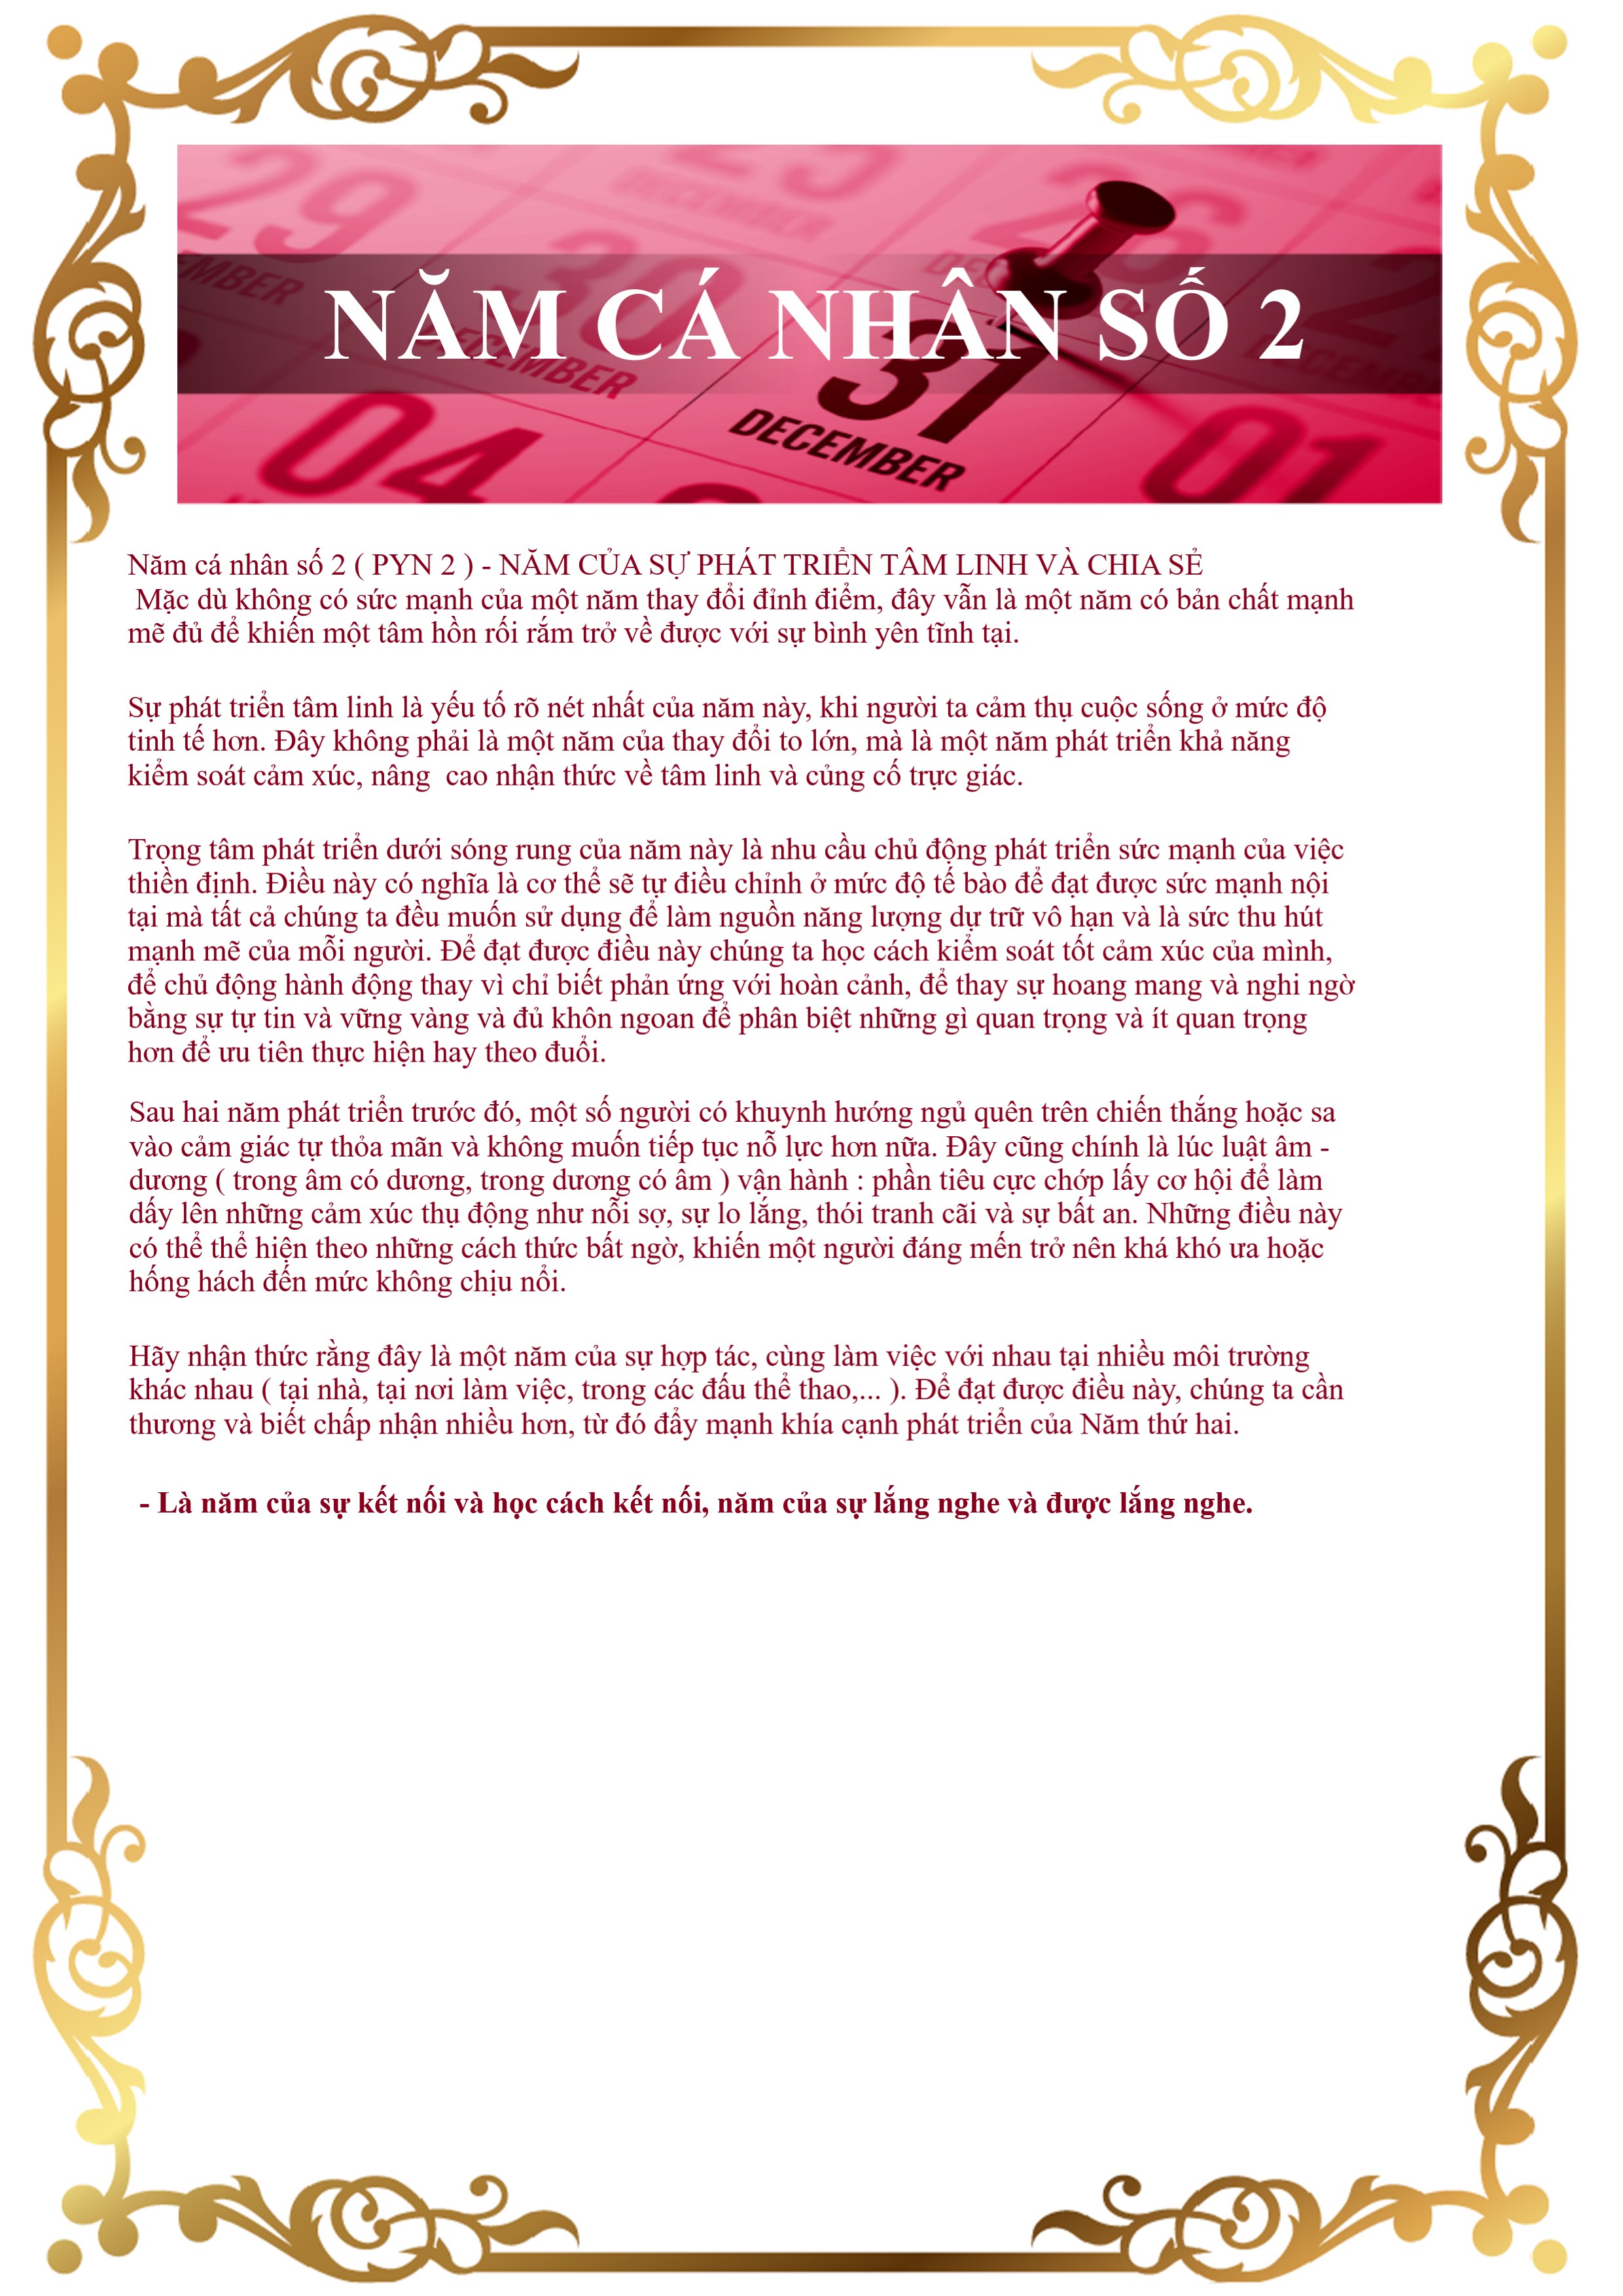 29
25
DECEMBER
26
30
NĂM CÁ NHÂN SỐ 2
DECEMBER
31
DECEMBER
04
01
Năm cá nhân số 2 ( PYN 2 ) - NĂM CỦA SỰ PHÁT TRIỂN TÂM LINH VÀ CHIA SẺ
Mặc dù không có sức mạnh của một năm thay đổi đỉnh điểm, đây vẫn là một năm có bản chất mạnh
mẽ đủ để khiến một tâm hồn rối rắm trở về được với sự bình yên tĩnh tại.
Sự phát triển tâm linh là yếu tố rõ nét nhất của năm này, khi người ta cảm thụ cuộc sống ở mức độ
tinh tế hơn. Đây không phải là một năm của thay đổi to lớn, mà là một năm phát triển khả năng
kiểm soát cảm xúc, nâng  cao nhận thức về tâm linh và củng cố trực giác.
Trọng tâm phát triển dưới sóng rung của năm này là nhu cầu chủ động phát triển sức mạnh của việc
thiền định. Điều này có nghĩa là cơ thể sẽ tự điều chỉnh ở mức độ tế bào để đạt được sức mạnh nội
tại mà tất cả chúng ta đều muốn sử dụng để làm nguồn năng lượng dự trữ vô hạn và là sức thu hút
mạnh mẽ của mỗi người. Để đạt được điều này chúng ta học cách kiểm soát tốt cảm xúc của mình,
để chủ động hành động thay vì chỉ biết phản ứng với hoàn cảnh, để thay sự hoang mang và nghi ngờ
bằng sự tự tin và vững vàng và đủ khôn ngoan để phân biệt những gì quan trọng và ít quan trọng
hơn để ưu tiên thực hiện hay theo đuổi.
Sau hai năm phát triển trước đó, một số người có khuynh hướng ngủ quên trên chiến thắng hoặc sa
vào cảm giác tự thỏa mãn và không muốn tiếp tục nỗ lực hơn nữa. Đây cũng chính là lúc luật âm -
dương ( trong âm có dương, trong dương có âm ) vận hành : phần tiêu cực chớp lấy cơ hội để làm
dấy lên những cảm xúc thụ động như nỗi sợ, sự lo lắng, thói tranh cãi và sự bất an. Những điều này
có thể thể hiện theo những cách thức bất ngờ, khiến một người đáng mến trở nên khá khó ưa hoặc
hống hách đến mức không chịu nổi.
Hãy nhận thức rằng đây là một năm của sự hợp tác, cùng làm việc với nhau tại nhiều môi trường
khác nhau ( tại nhà, tại nơi làm việc, trong các đấu thể thao,... ). Để đạt được điều này, chúng ta cần
thương và biết chấp nhận nhiều hơn, từ đó đẩy mạnh khía cạnh phát triển của Năm thứ hai.
- Là năm của sự kết nối và học cách kết nối, năm của sự lắng nghe và được lắng nghe.